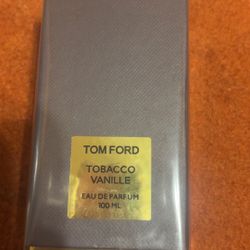 TOM FORD
TOBACCO
VANILLE
EAU DE PARFUM
100 ML